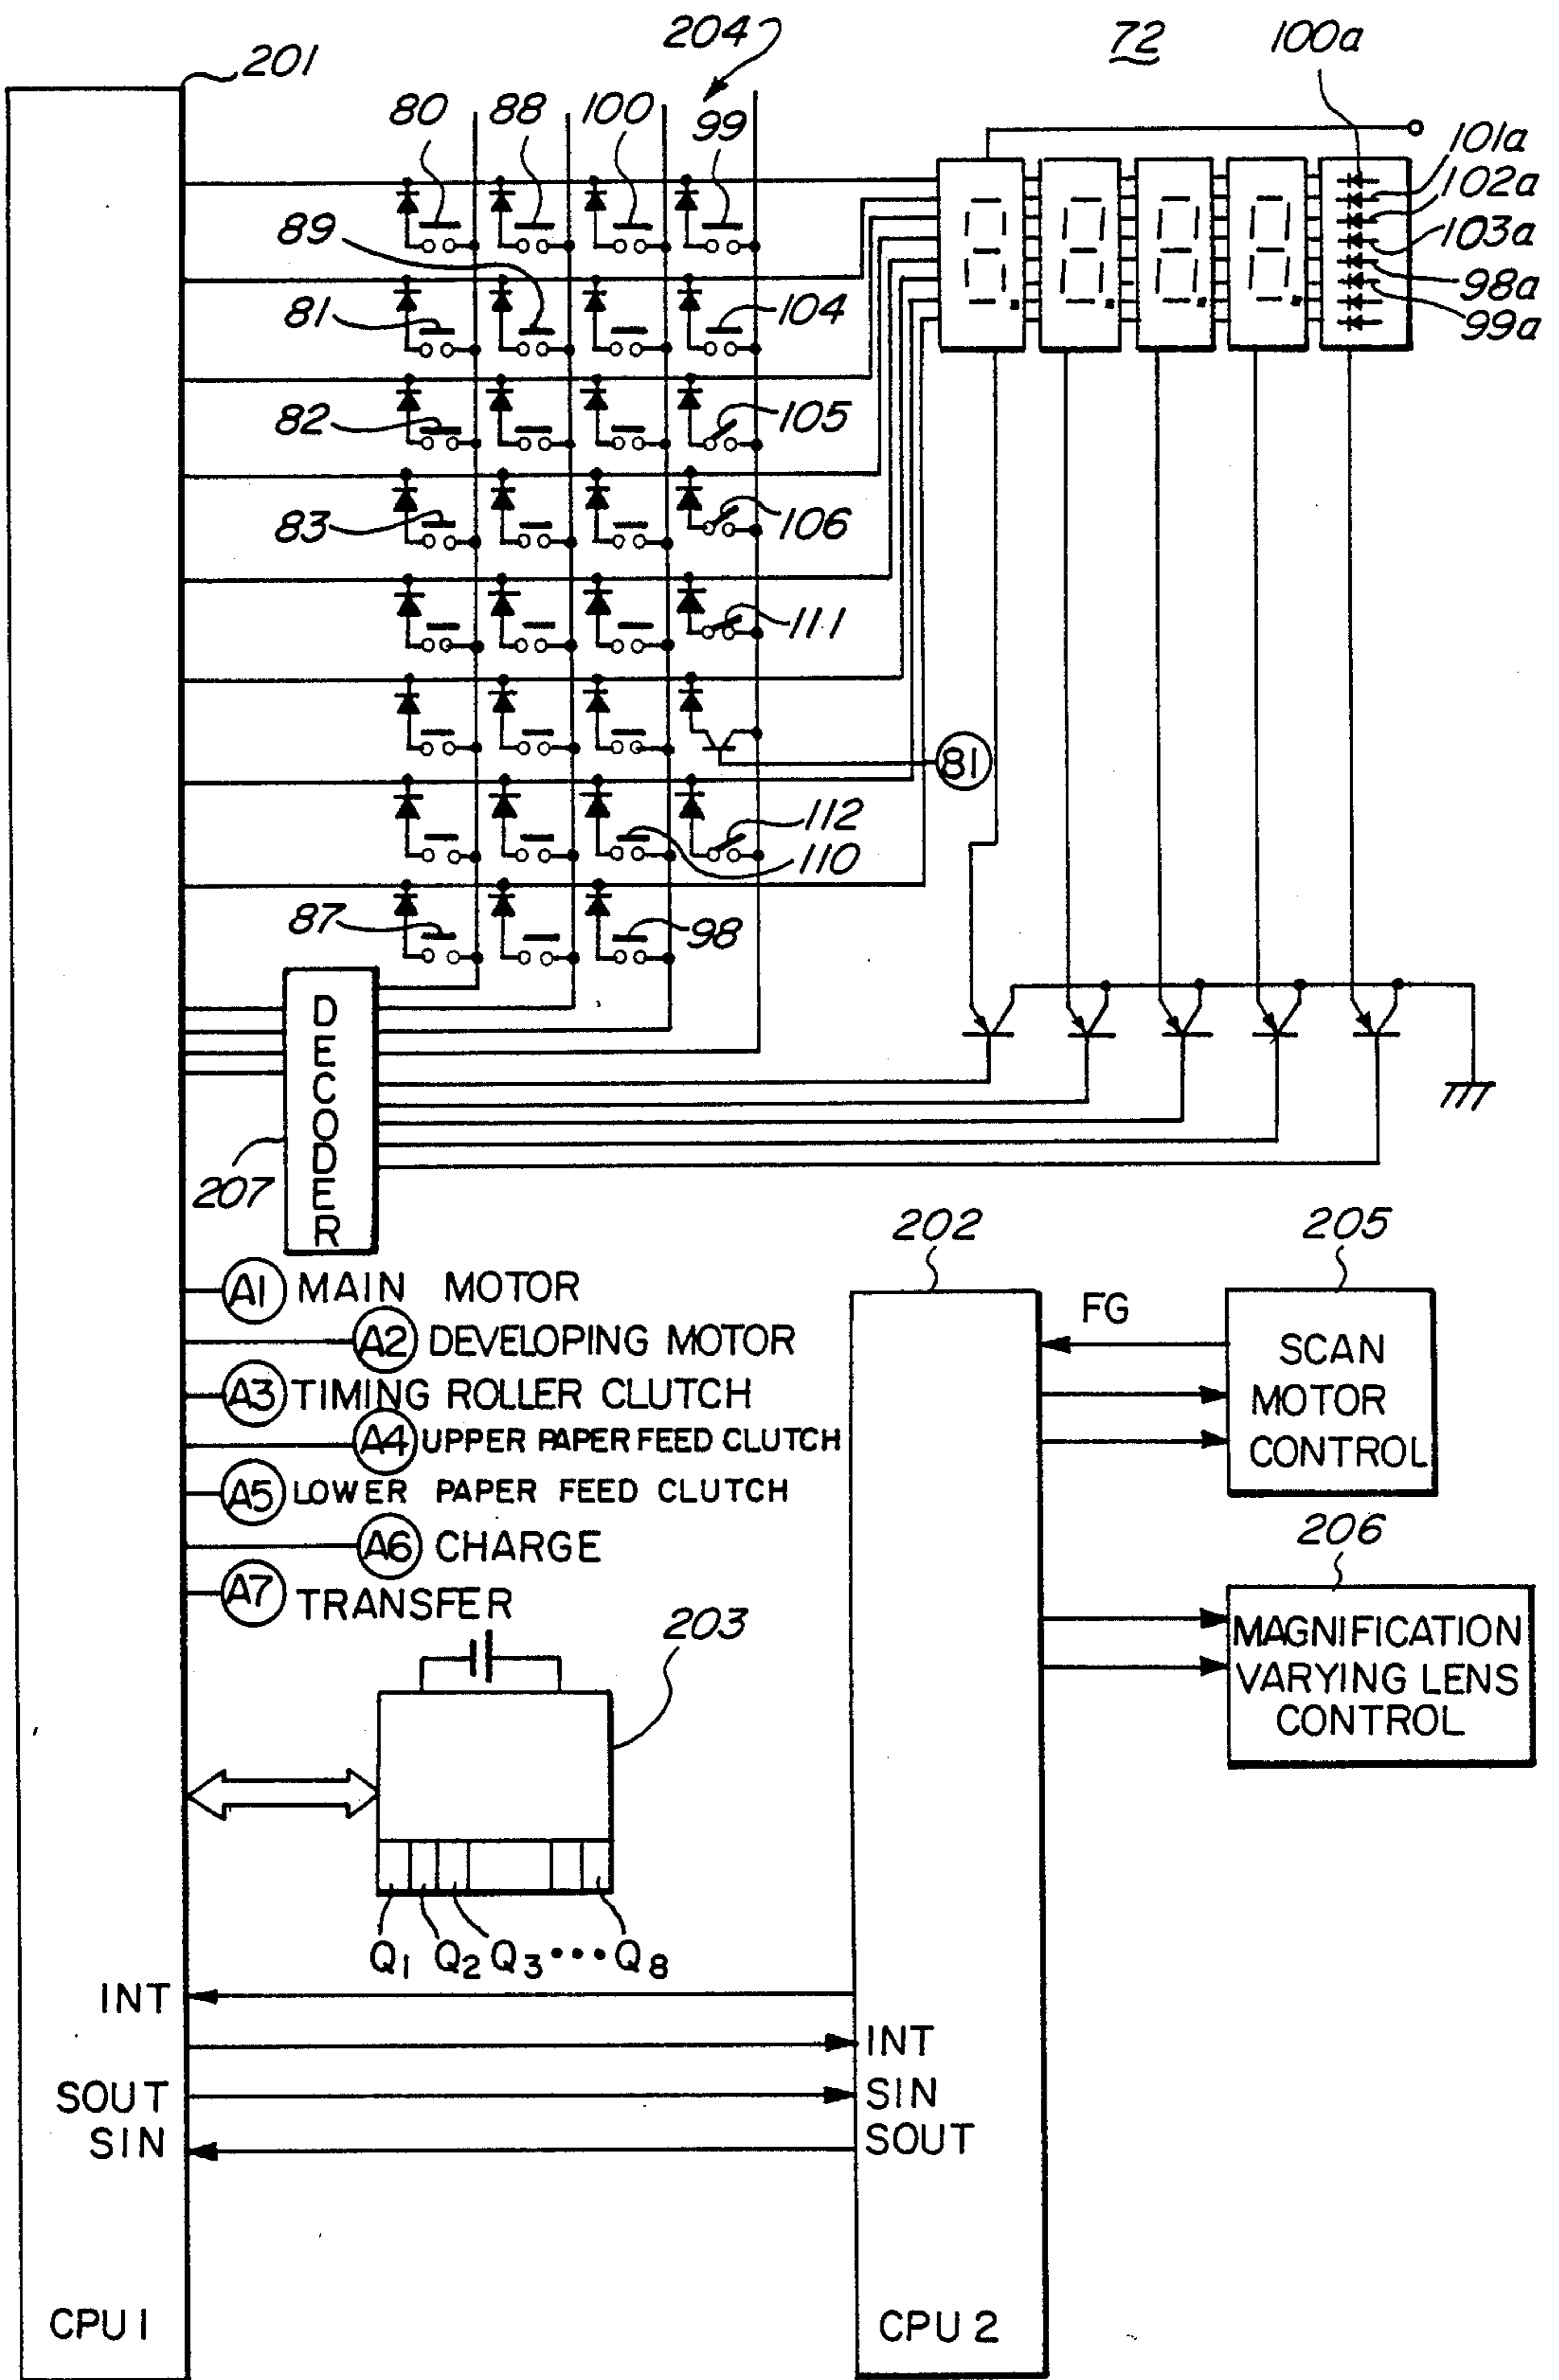 201
204
72
100a
80
88
100
99
101a
102a
103a
98a
99a
89
81
104
82
105
83
106
111
81
112
110
87
98
DECODER
207
202
205
A1 MAIN MOTOR
A2 DEVELOPING MOTOR
A3 TIMING ROLLER CLUTCH
A4 UPPER PAPER FEED CLUTCH
A5 LOWER PAPER FEED CLUTCH
A6 CHARGE
A7 TRANSFER
FG
SCAN
MOTOR
CONTROL
206
MAGNIFICATION
VARYING LENS
CONTROL
203
Q1 Q2 Q3 ••• Q8
INT
INT
SOUT
SIN
SIN
SOUT
CPU 1
CPU 2